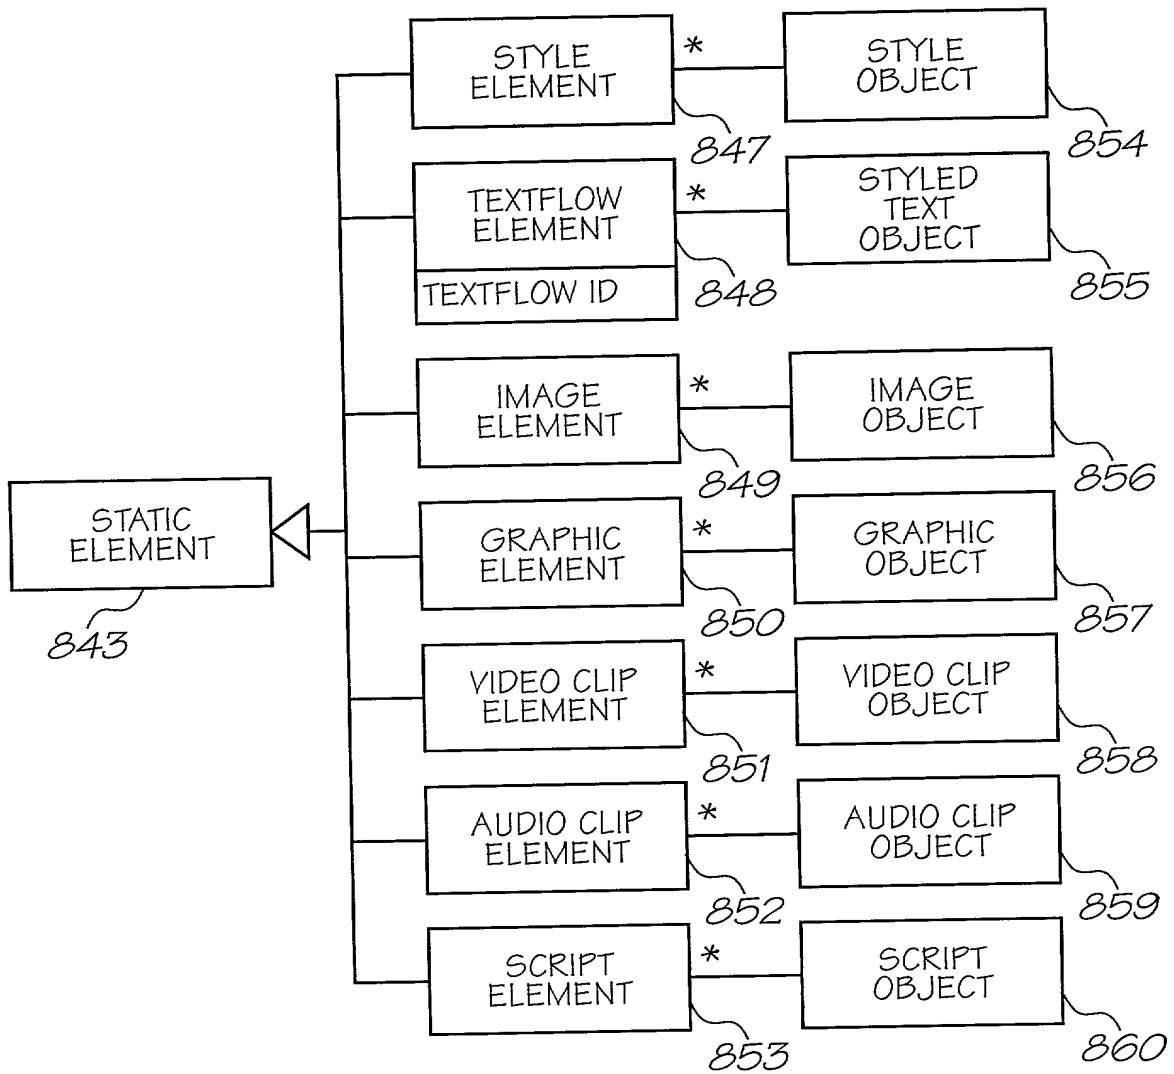 STYLE
ELEMENT
*
STYLE
OBJECT
847
854
TEXTFLOW
ELEMENT
*
STYLED
TEXT
OBJECT
TEXTFLOW ID
848
855
IMAGE
ELEMENT
*
IMAGE
OBJECT
849
856
STATIC
ELEMENT
843
GRAPHIC
ELEMENT
*
GRAPHIC
OBJECT
850
857
VIDEO CLIP
ELEMENT
*
VIDEO CLIP
OBJECT
851
858
AUDIO CLIP
ELEMENT
*
AUDIO CLIP
OBJECT
852
859
SCRIPT
ELEMENT
*
SCRIPT
OBJECT
853
860